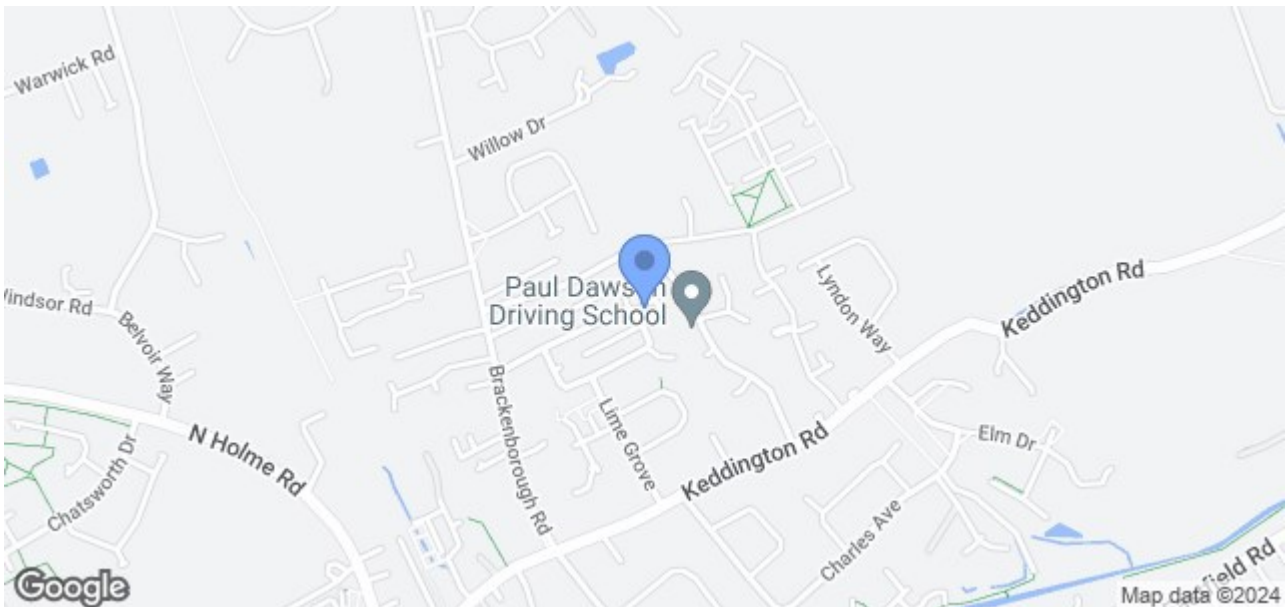 Warwick Rd
Willow Dr
Paul Dawson
Driving School
Lyndon Way
Keddington Rd
Belvoir Way
Brackenborough Rd
Lime Grove
N Holme Rd
Chatsworth Dr
Keddington Rd
Elm Dr
Charles Ave
Rd
Google
Map data ©2024